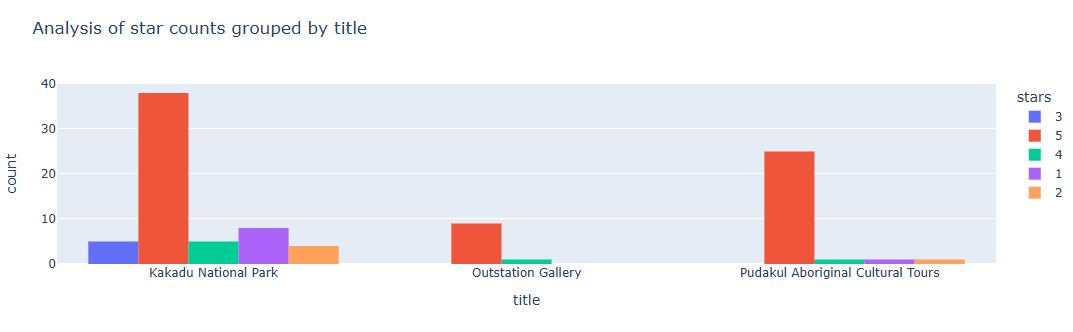 Analysis of star counts grouped by title
count
40
30
20
10
0
Kakadu National Park
Outstation Gallery
Pudakul Aboriginal Cultural Tours
title
stars
3
5
4
1
2